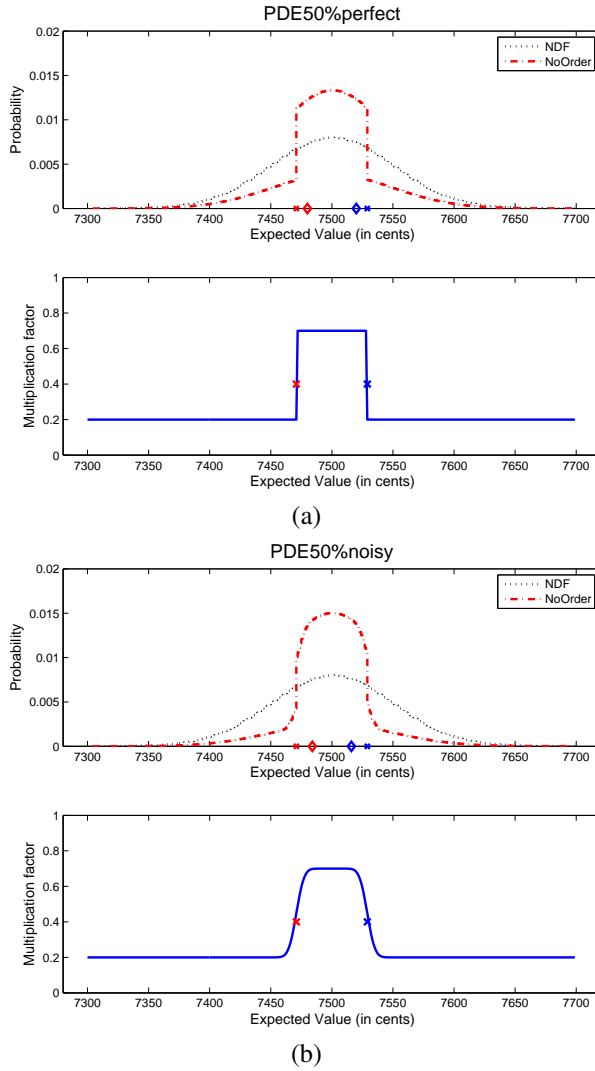 PDE50%perfect
0.02
0.015
0.01
0.005
0
Probability
NDF
NoOrder
7300 7350 7400 7450 7500 7550 7600 7650 7700
Expected Value (in cents)
1
0.8
0.6
0.4
0.2
0
Multiplication factor
7300 7350 7400 7450 7500 7550 7600 7650 7700
Expected Value (in cents)
(a)
PDE50%noisy
0.02
0.015
0.01
0.005
0
Probability
NDF
NoOrder
7300 7350 7400 7450 7500 7550 7600 7650 7700
Expected Value (in cents)
1
0.8
0.6
0.4
0.2
0
Multiplication factor
7300 7350 7400 7450 7500 7550 7600 7650 7700
Expected Value (in cents)
(b)